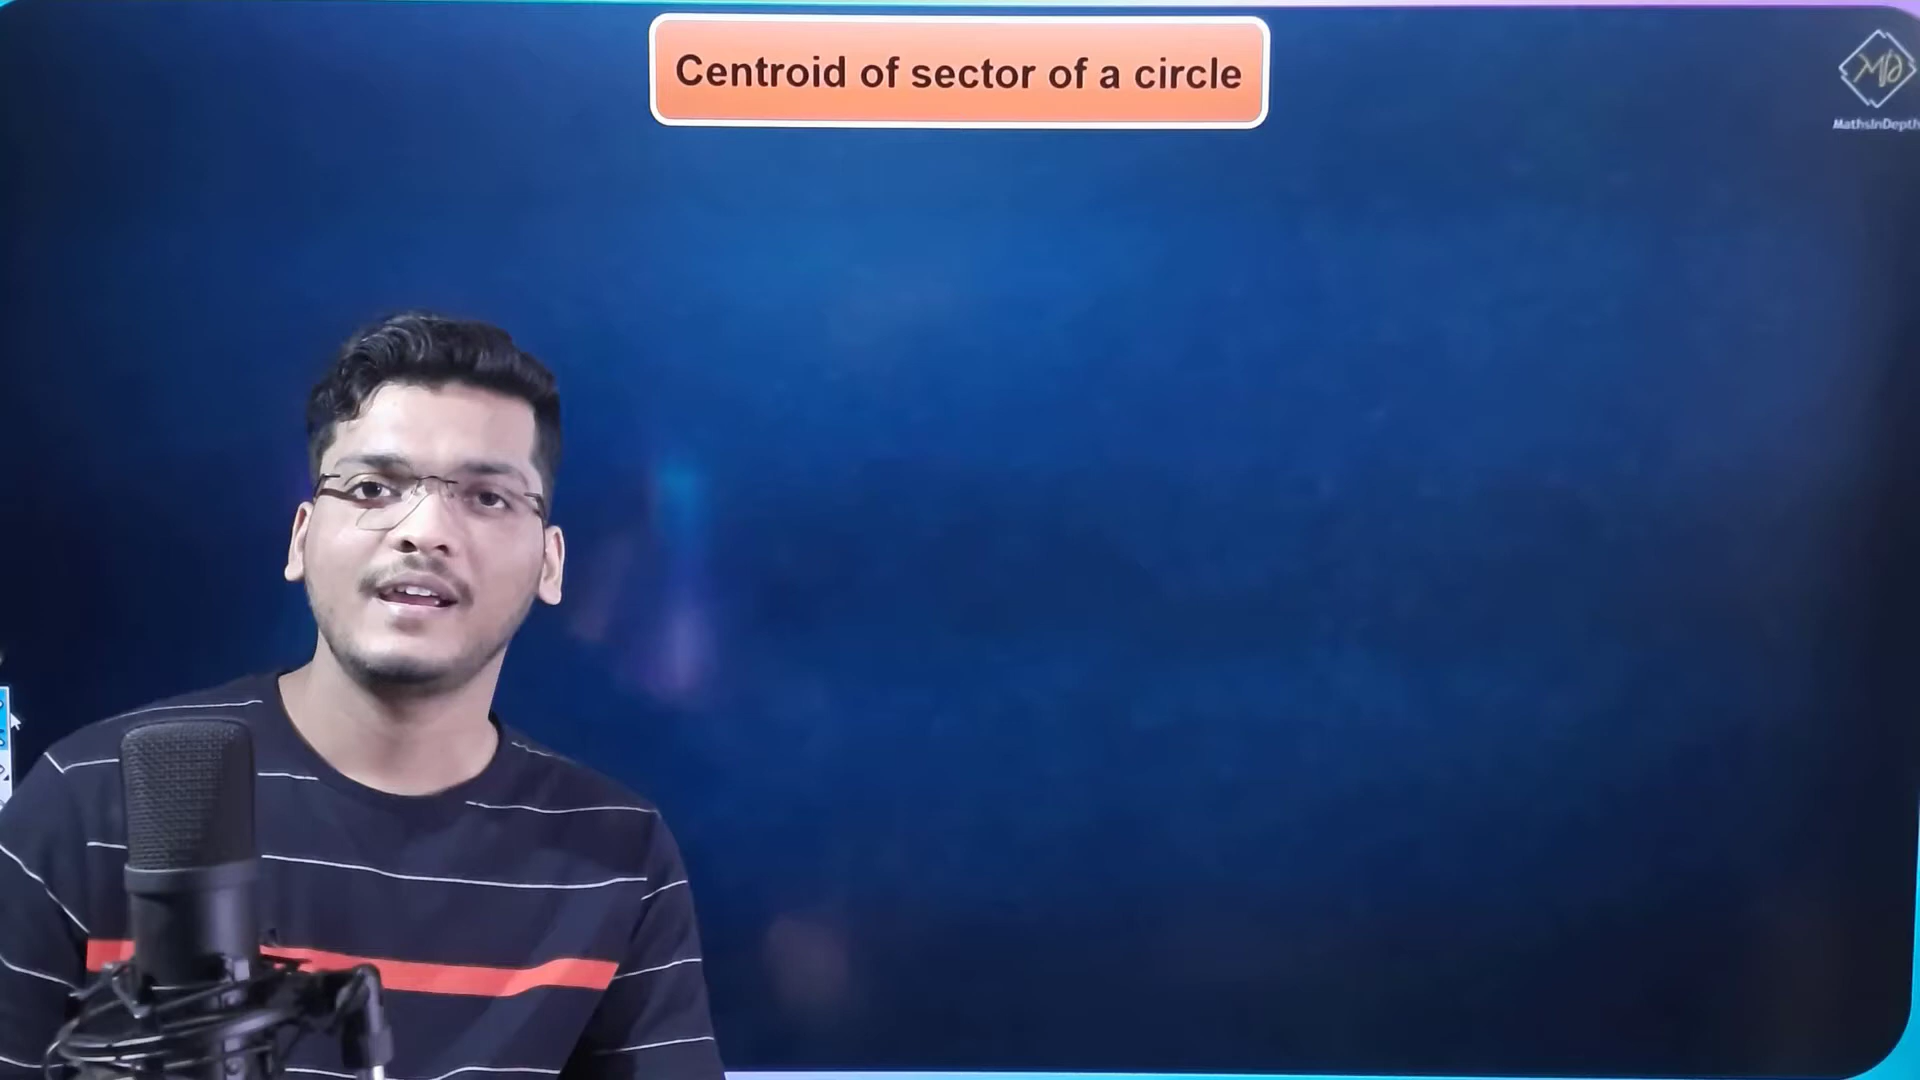 Centroid of sector of a circle
MathsInDepth